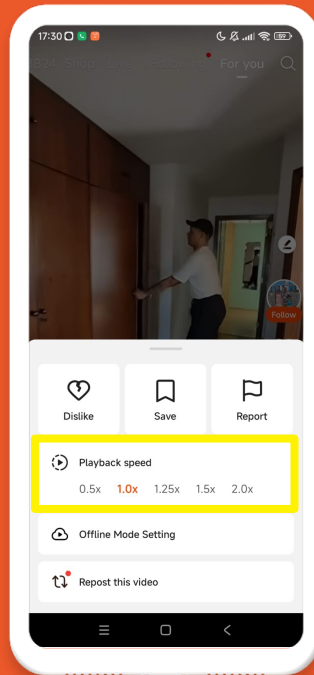 17:30
For you
Follow
Dislike Save Report
Playback speed
0.5x 1.0x 1.25x 1.5x 2.0x
Offline Mode Setting
Repost this video